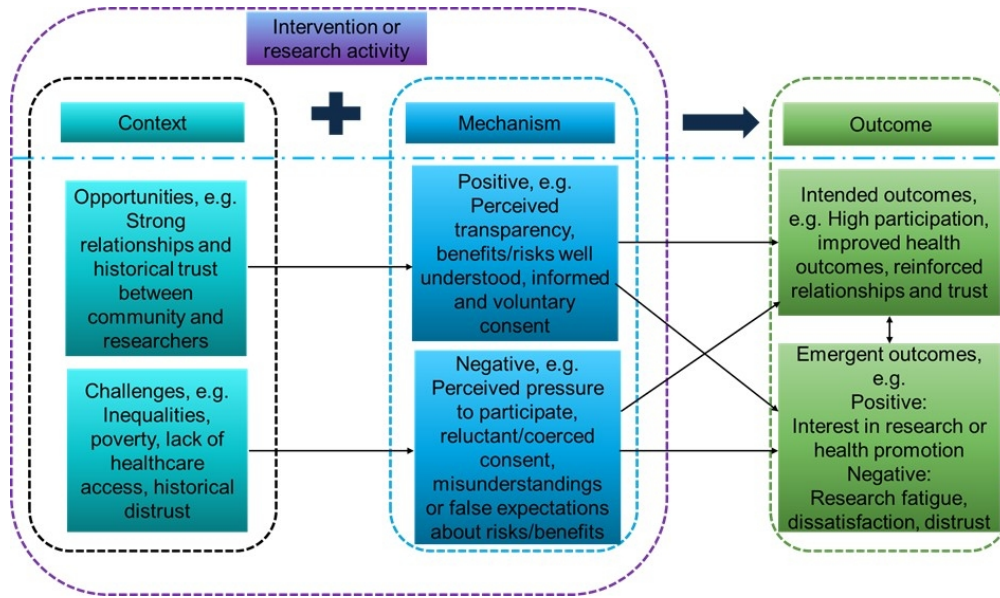 Intervention or
research activity
Context
Mechanism
Outcome
Opportunities, e.g.
Strong
relationships and
historical trust
between
community and
researchers
Positive, e.g.
Perceived
transparency,
benefits/risks well
understood, informed
and voluntary
consent
Intended outcomes,
e.g. High participation,
improved health
outcomes, reinforced
relationships and trust
Challenges, e.g.
Inequalities,
poverty, lack of
healthcare
access, historical
distrust
Negative, e.g.
Perceived pressure
to participate,
reluctant/coerced
consent,
misunderstandings
or false expectations
about risks/benefits
Emergent outcomes,
e.g.
Positive:
Interest in research or
health promotion
Negative:
Research fatigue,
dissatisfaction, distrust